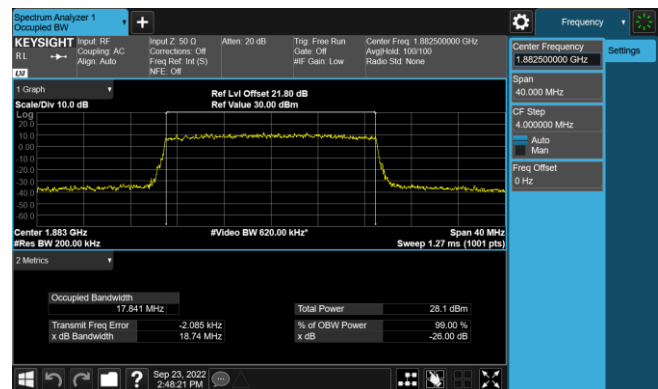 Spectrum Analyzer 1
Occupied BW
Frequency
KEYSIGHT
RL
LXI
Input: RF
Coupling: AC
Align: Auto
Input Z: 50 Ω
Corrections: Off
Freq Ref: Int (S)
NFE: Off
Atten: 20 dB
Trig: Free Run
Gate: Off
#IF Gain: Low
Center Freq: 1.882500000 GHz
Avg|Hold: 100/100
Radio Std: None
Center Frequency
1.882500000 GHz
Settings
Span
40.000 MHz
CF Step
4.000000 MHz
Auto
Man
Freq Offset
0 Hz
1 Graph
Scale/Div 10.0 dB
Ref Lvl Offset 21.80 dB
Ref Value 30.00 dBm
Log
20.0
10.0
0.00
-10.0
-20.0
-30.0
-40.0
-50.0
-60.0
Center 1.883 GHz
#Res BW 200.00 kHz
#Video BW 620.00 kHz*
Span 40 MHz
Sweep 1.27 ms (1001 pts)
2 Metrics
Occupied Bandwidth
17.841 MHz
Total Power 28.1 dBm
Transmit Freq Error -2.085 kHz
% of OBW Power 99.00 %
x dB Bandwidth 18.74 MHz
x dB -26.00 dB
?
Sep 23, 2022
2:48:21 PM